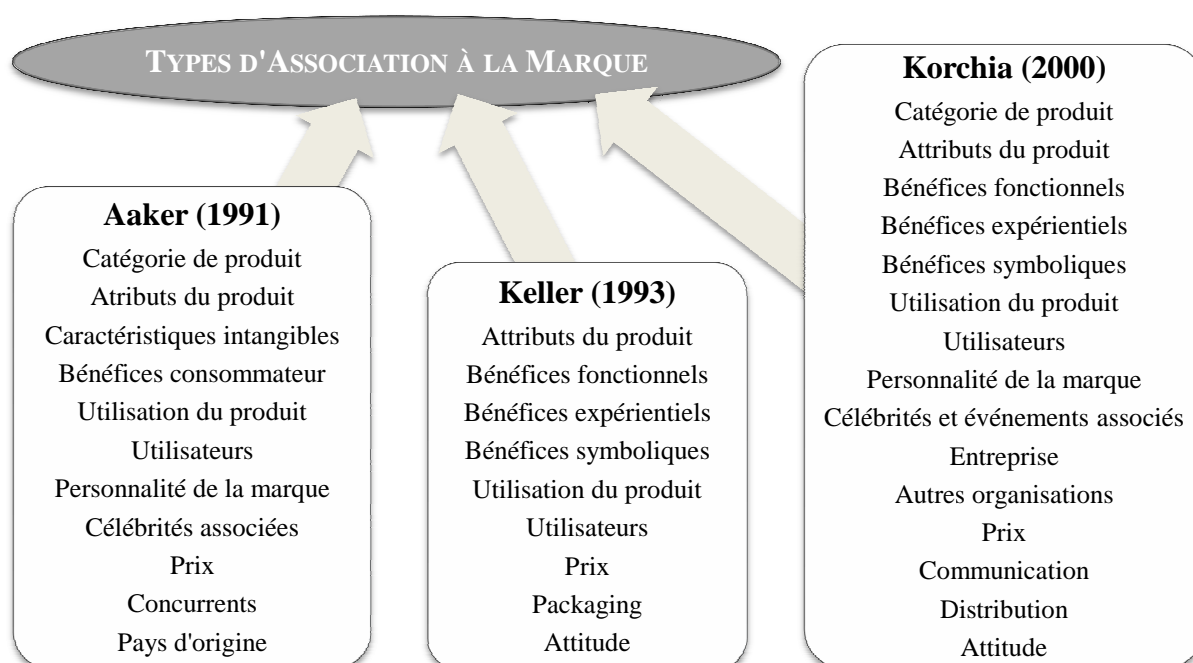 TYPES D'ASSOCIATION À LA MARQUE
Aaker (1991)
Catégorie de produit
Atributs du produit
Caractéristiques intangibles
Bénéfices consommateur
Utilisation du produit
Utilisateurs
Personnalité de la marque
Célébrités associées
Prix
Concurrents
Pays d'origine
Keller (1993)
Attributs du produit
Bénéfices fonctionnels
Bénéfices expérientiels
Bénéfices symboliques
Utilisation du produit
Utilisateurs
Prix
Packaging
Attitude
Korchia (2000)
Catégorie de produit
Attributs du produit
Bénéfices fonctionnels
Bénéfices expérientiels
Bénéfices symboliques
Utilisation du produit
Utilisateurs
Personnalité de la marque
Célébrités et événements associés
Entreprise
Autres organisations
Prix
Communication
Distribution
Attitude